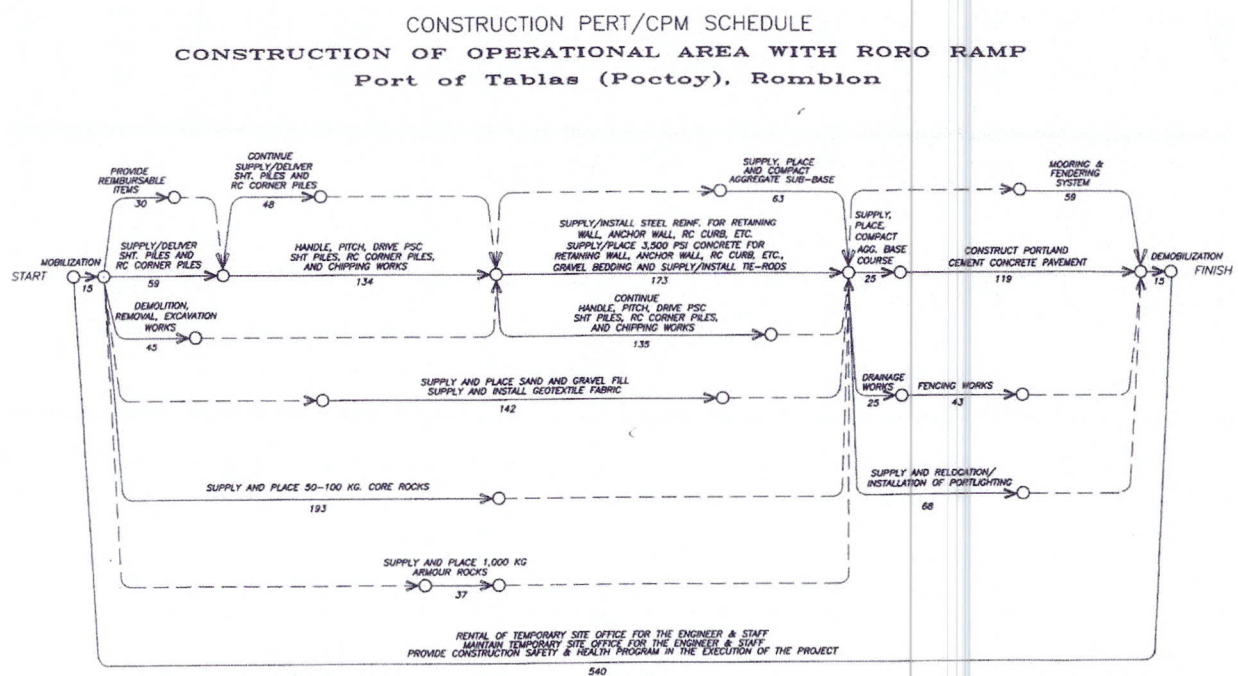 CONSTRUCTION PERT/CPM SCHEDULE
CONSTRUCTION OF OPERATIONAL AREA WITH RORO RAMP
Port of Tablas (Poctoy), Romblon
PROVIDE
REIMBURSABLE
ITEMS
30
CONTINUE
SUPPLY/DELIVER
SHT. PILES AND
RC CORNER PILES
48
SUPPLY, PLACE
AND COMPACT
AGGREGATE SUB-BASE
63
MOORING &
FENDERING
SYSTEM
59
START
MOBILIZATION
15
SUPPLY/DELIVER
SHT. PILES AND
RC CORNER PILES
59
HANDLE, PITCH, DRIVE PSC
SHT PILES, RC CORNER PILES,
AND CHIPPING WORKS
134
SUPPLY/INSTALL STEEL REINF. FOR RETAINING
WALL, ANCHOR WALL, RC CURB, ETC.
SUPPLY/PLACE 3,500 PSI CONCRETE FOR
RETAINING WALL, ANCHOR WALL, RC CURB, ETC.,
GRAVEL BEDDING AND SUPPLY/INSTALL TIE-RODS
173
SUPPLY,
PLACE,
COMPACT
AGG. BASE
COURSE
25
CONSTRUCT PORTLAND
CEMENT CONCRETE PAVEMENT
119
DEMOBILIZATION
15
FINISH
DEMOLITION,
REMOVAL, EXCAVATION
WORKS
45
CONTINUE
HANDLE, PITCH, DRIVE PSC
SHT PILES, RC CORNER PILES,
AND CHIPPING WORKS
135
SUPPLY AND PLACE SAND AND GRAVEL FILL
SUPPLY AND INSTALL GEOTEXTILE FABRIC
142
DRAINAGE
WORKS
25
FENCING WORKS
43
SUPPLY AND PLACE 50-100 KG. CORE ROCKS
193
SUPPLY AND RELOCATION/
INSTALLATION OF PORTLIGHTING
68
SUPPLY AND PLACE 1,000 KG
ARMOUR ROCKS
37
RENTAL OF TEMPORARY SITE OFFICE FOR THE ENGINEER & STAFF
MAINTAIN TEMPORARY SITE OFFICE FOR THE ENGINEER & STAFF
PROVIDE CONSTRUCTION SAFETY & HEALTH PROGRAM IN THE EXECUTION OF THE PROJECT
540